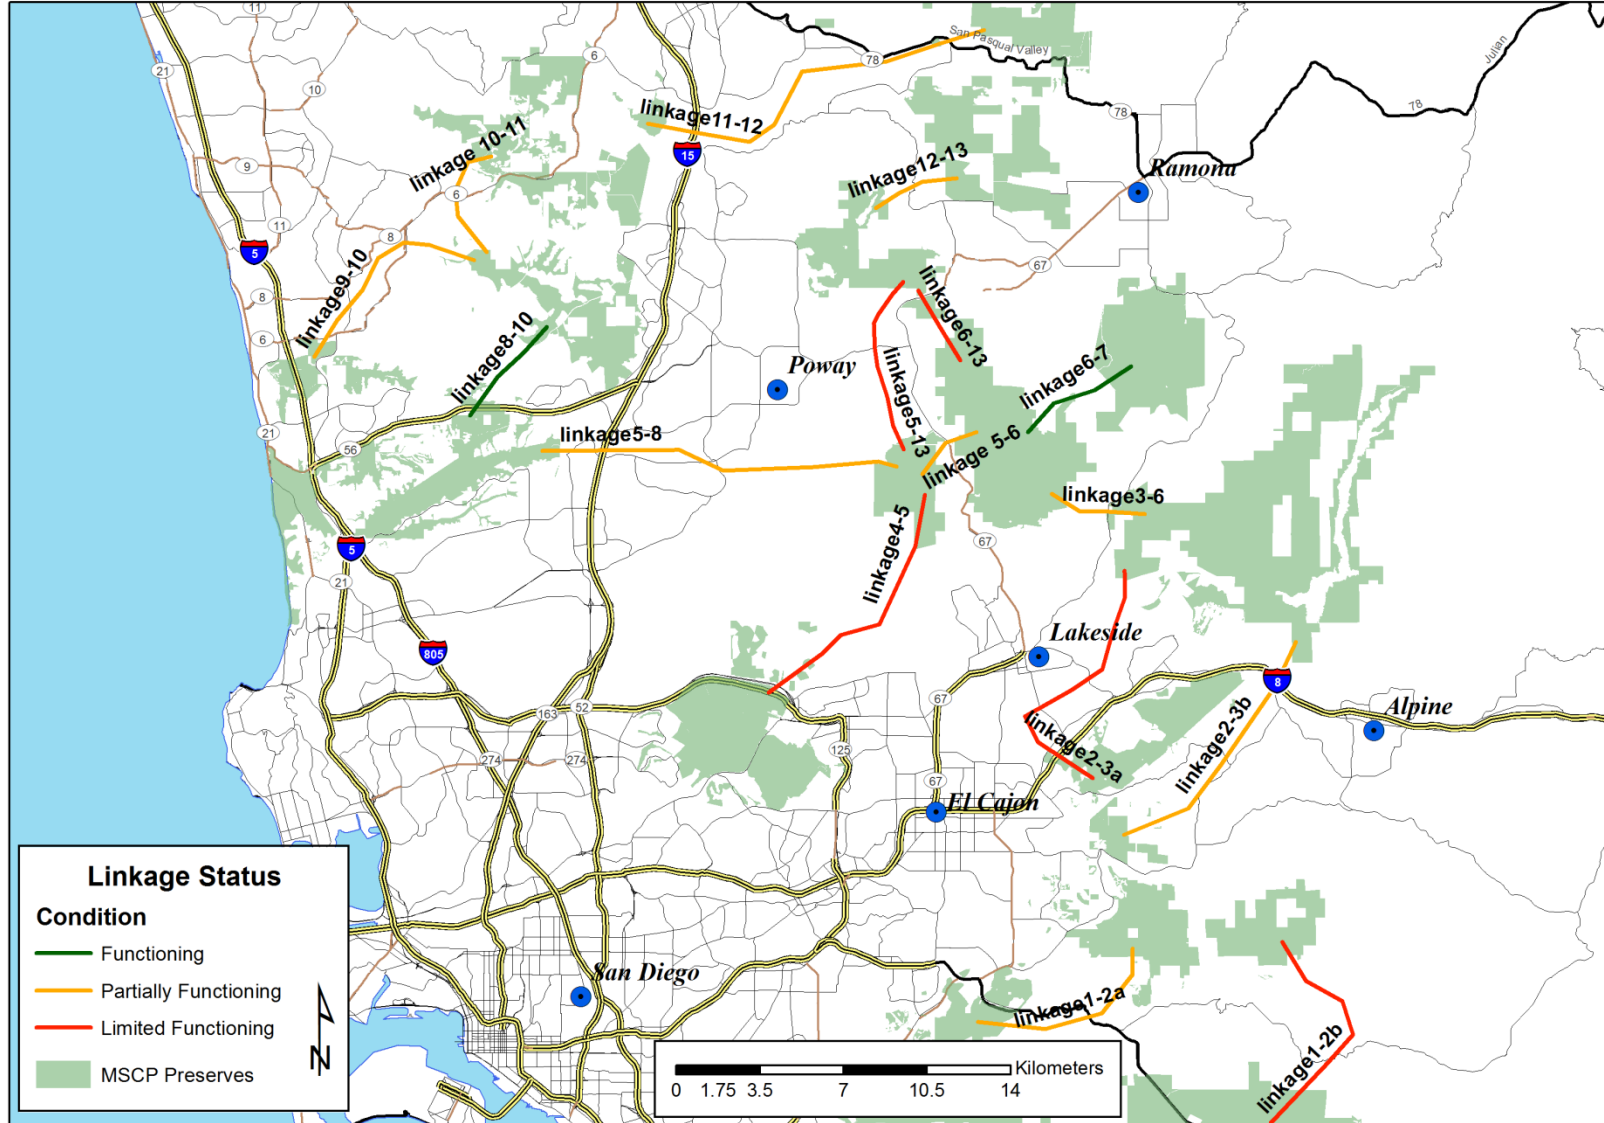 11
6
21
10
San Pasqual Valley
78
Julian
78
linkage11-12
78
linkage 10-11
15
9
6
linkage12-13
Ramona
11
8
5
67
linkage9-10
8
6
linkage8-10
linkage6-13
linkage5-13
Poway
linkage6-7
21
56
linkage5-8
linkage 5-6
linkage3-6
linkage4-5
67
5
21
805
Lakeside
67
8
163
52
linkage2-3b
Alpine
linkage2-3a
125
274
274
67
El Cajon
San Diego
linkage1-2a
linkage1-2b
Linkage Status
Condition
Functioning
Partially Functioning
Limited Functioning
MSCP Preserves
N
Kilometers
0 1.75 3.5 7 10.5 14